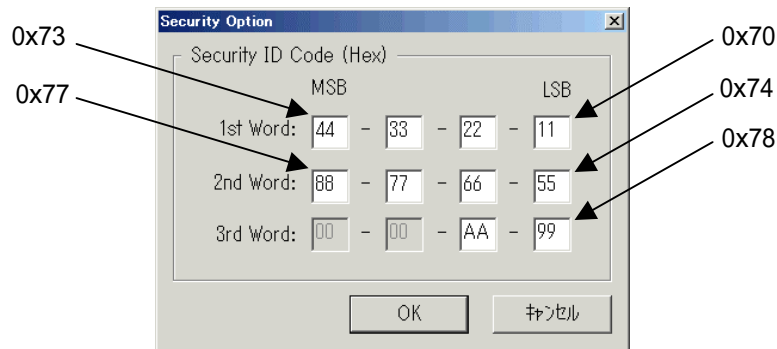 Security Option
0x73
0x70
Security ID Code (Hex)
0x77
MSB
LSB
0x74
1st Word: 44 - 33 - 22 - 11
0x78
2nd Word: 88 - 77 - 66 - 55
3rd Word: 00 - 00 - AA - 99
OK
ｷｬﾝｾﾙ